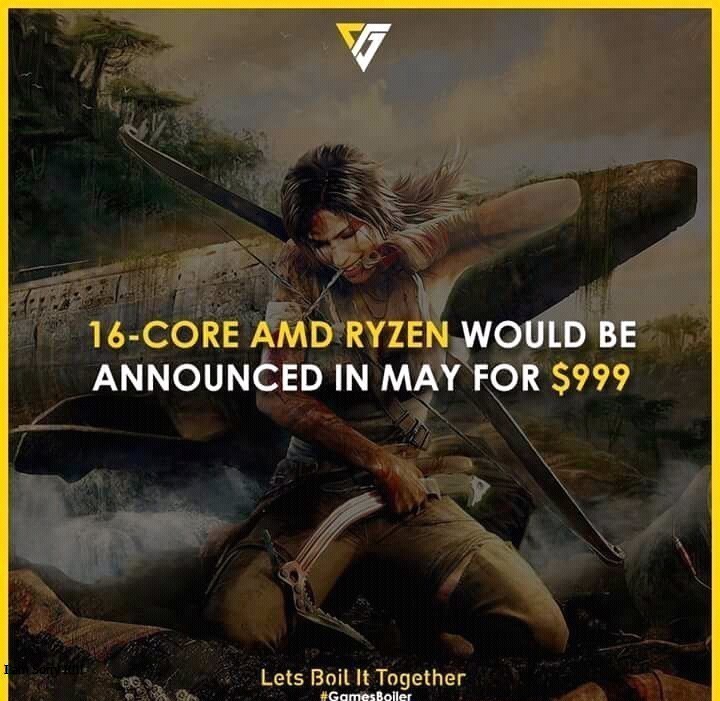 16-CORE AMD RYZEN WOULD BE
ANNOUNCED IN MAY FOR $999
Lets Boil It Together
#GamesBoiler